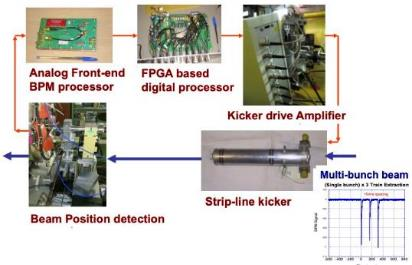 Analog Front-end
BPM processor
FPGA based
digital processor
Kicker drive Amplifier
Beam Position detection
Strip-line kicker
Multi-bunch beam
(Single bunch) x 3 Train Extraction